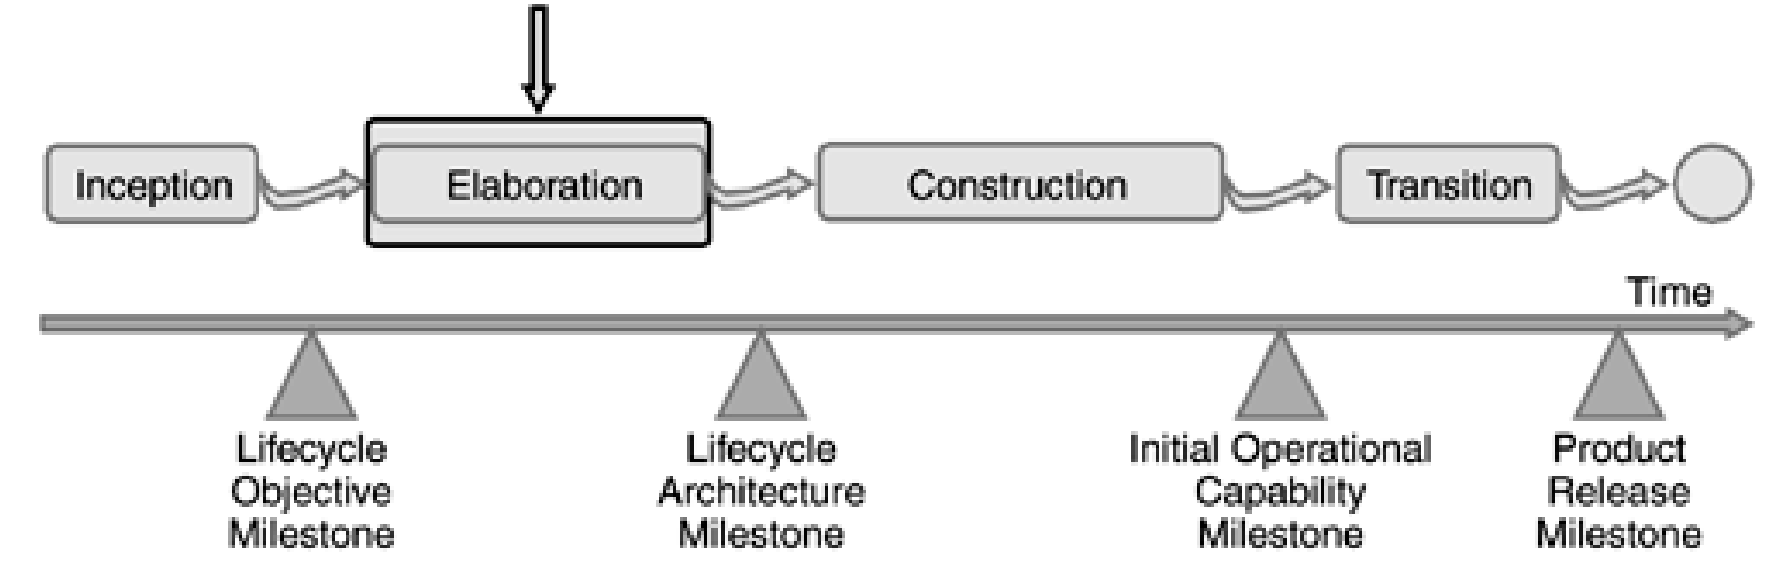 Inception
Elaboration
Construction
Transition
Time
Lifecycle
Objective
Milestone
Lifecycle
Architecture
Milestone
Initial Operational
Capability
Milestone
Product
Release
Milestone